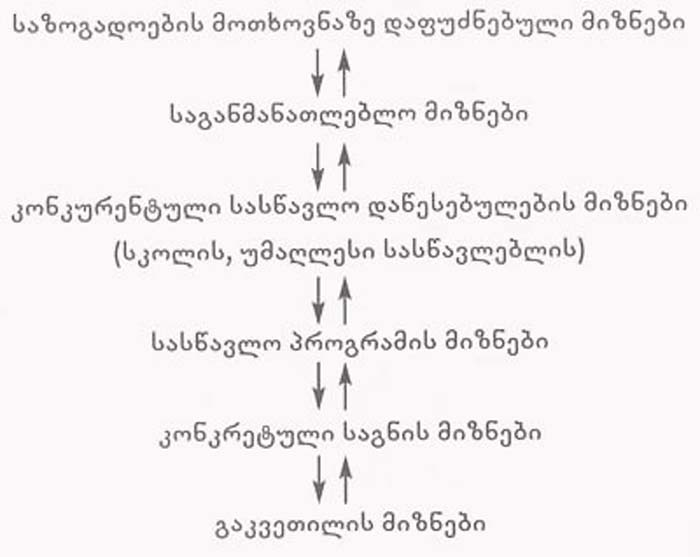 საზოგადოების მოთხოვნაზე დაფუძნებული მიზნები
საგანმანათლებლო მიზნები
კონკურენტული სასწავლო დაწესებულების მიზნები
(სკოლის, უმაღლესი სასწავლებლის)
სასწავლო პროგრამის მიზნები
კონკრეტული საგნის მიზნები
გაკვეთილის მიზნები